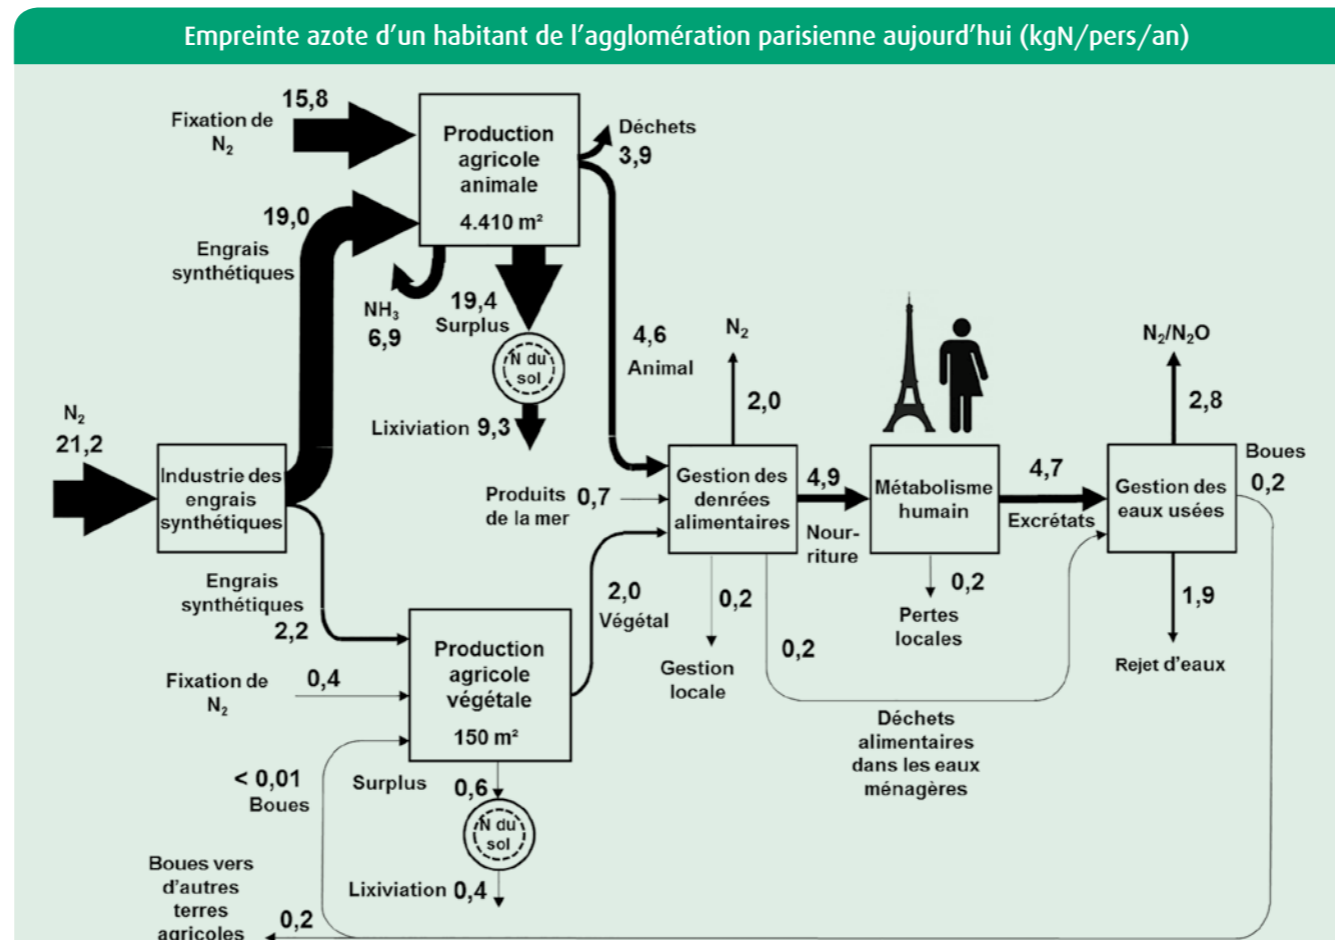 Empreinte azote d'un habitant de l'agglomération parisienne aujourd'hui (kgN/pers/an)
15,8
Fixation de
N₂
Production
agricole
animale
4.410 m²
Déchets
3,9
19,0
Engrais
synthétiques
NH₃
6,9
19,4
Surplus
N du
sol
Lixiviation 9,3
4,6
Animal
N₂
2,0
N₂/N₂O
2,8
N₂
21,2
Industrie des
engrais
synthétiques
Produits
de la mer
0,7
Gestion des
denrées
alimentaires
4,9
Nour-
riture
Métabolisme
humain
4,7
Excrétats
Gestion des
eaux usées
Boues
0,2
Engrais
synthétiques
2,2
Fixation de
N₂
0,4
Production
agricole
végétale
150 m²
2,0
Végétal
0,2
Gestion
locale
0,2
0,2
Pertes
locales
1,9
Rejet d'eaux
Déchets
alimentaires
dans les eaux
ménagères
< 0,01
Boues
Surplus
0,6
N du
sol
Lixiviation 0,4
Boues vers
d'autres
terres
agricoles
0,2